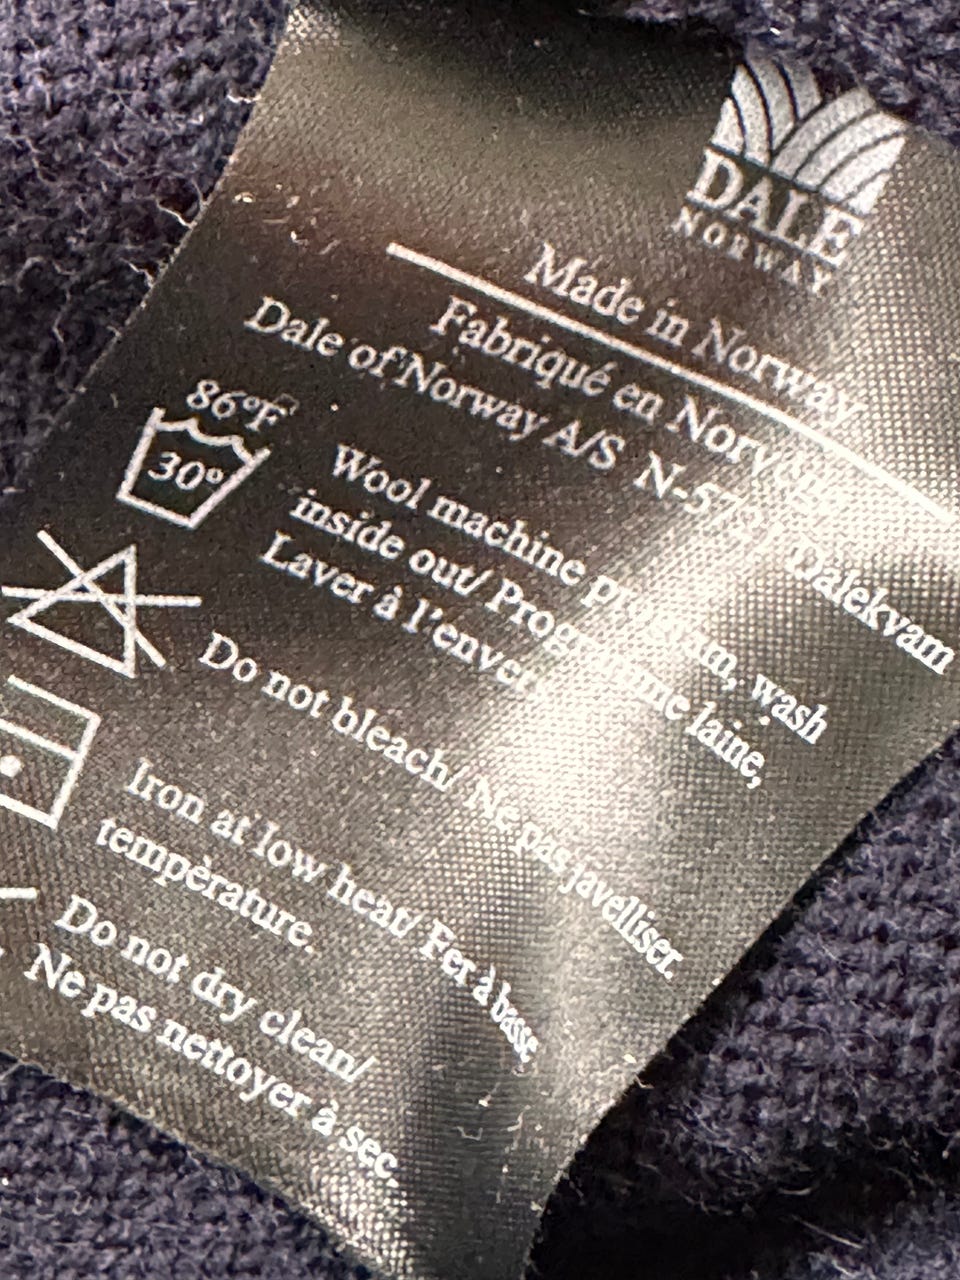 DALE
NORWAY
Made in Norway
Fabriqué en Norvège
Dale of Norway A/S N-5721 Dalekvam
86°F
30°
Wool machine program, wash
inside out/ Programme laine,
Laver à l'envers
Do not bleach/ Ne pas javelliser.
Iron at low heat/ Fer à basse
tempèrature.
Do not dry clean/
Ne pas nettoyer à sec.